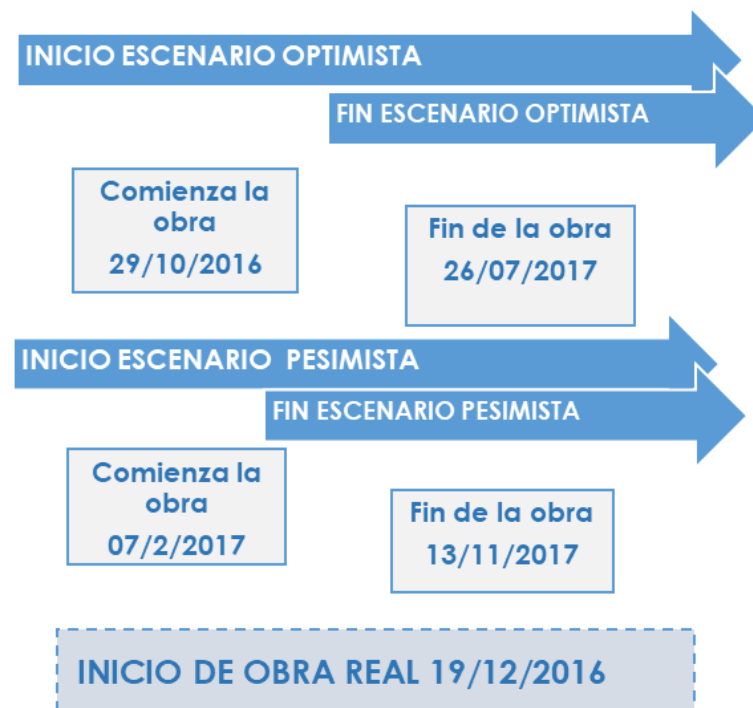 INICIO ESCENARIO OPTIMISTA
FIN ESCENARIO OPTIMISTA
Comienza la
obra
29/10/2016
Fin de la obra
26/07/2017
INICIO ESCENARIO PESIMISTA
FIN ESCENARIO PESIMISTA
Comienza la
obra
07/2/2017
Fin de la obra
13/11/2017
INICIO DE OBRA REAL 19/12/2016